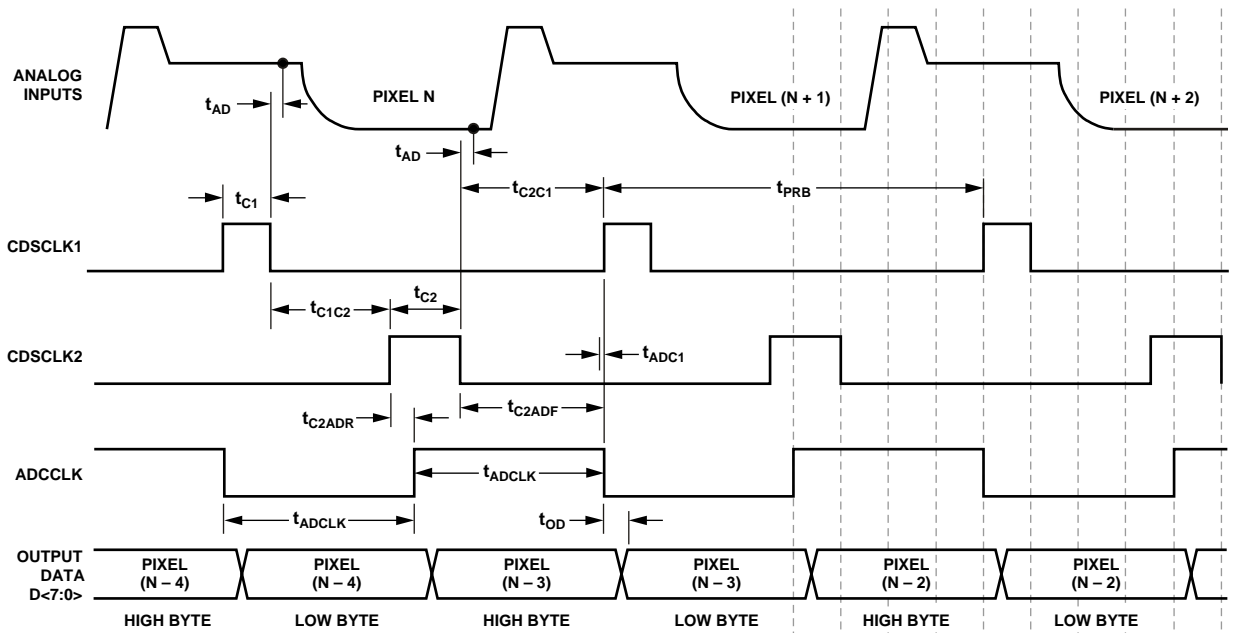 ANALOG
INPUTS
PIXEL N
PIXEL (N + 1)
PIXEL (N + 2)
tAD
tAD
tC1
tC2C1
tPRB
CDSCLK1
tC1C2
tC2
CDSCLK2
tADC1
tC2ADR
tC2ADF
ADCCLK
tADCLK
tADCLK
tOD
OUTPUT
DATA
D<7:0>
PIXEL
(N – 4)
PIXEL
(N – 4)
PIXEL
(N – 3)
PIXEL
(N – 3)
PIXEL
(N – 2)
PIXEL
(N – 2)
HIGH BYTE
LOW BYTE
HIGH BYTE
LOW BYTE
HIGH BYTE
LOW BYTE